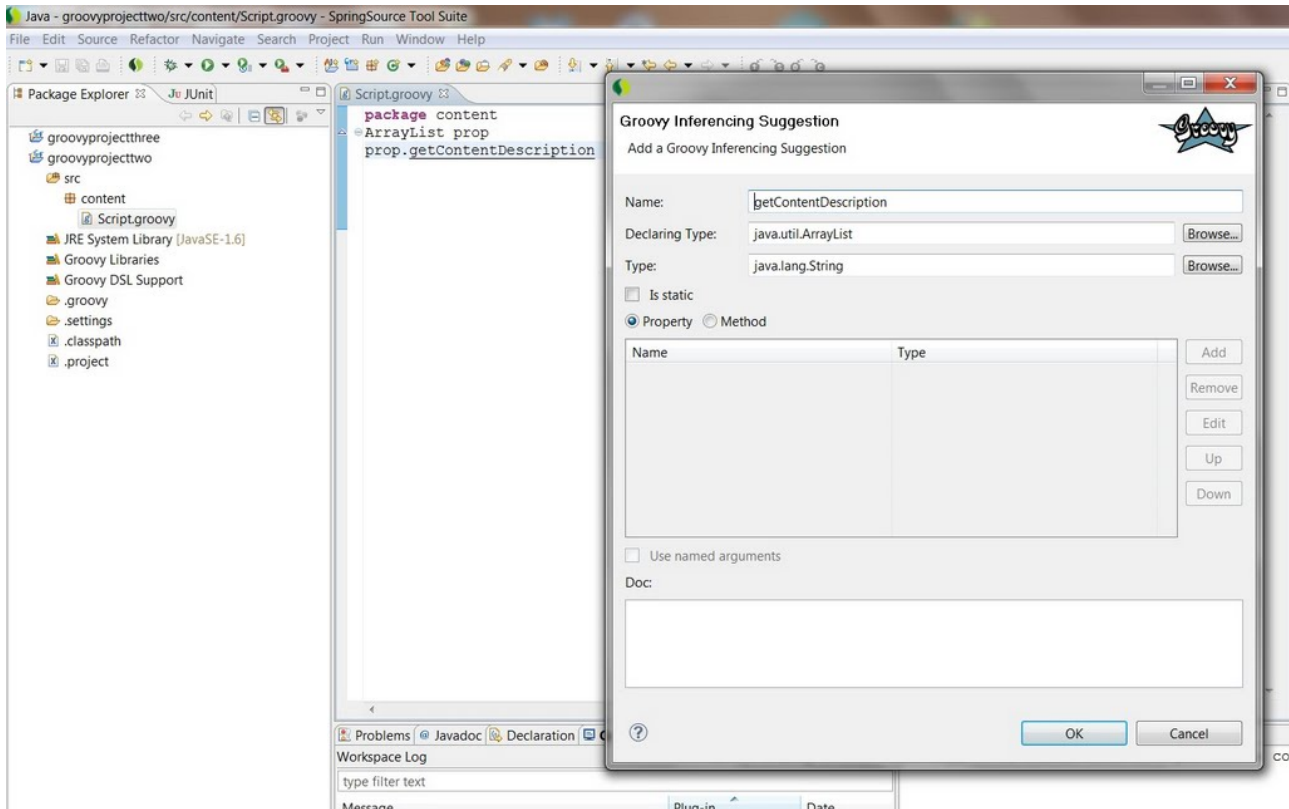 Java - groovyprojecttwo/src/content/Script.groovy - SpringSource Tool Suite
File Edit Source Refactor Navigate Search Project Run Window Help
Package Explorer
JUnit
groovyprojectthree
groovyprojecttwo
src
content
Script.groovy
JRE System Library [JavaSE-1.6]
Groovy Libraries
Groovy DSL Support
.groovy
.settings
.classpath
.project
Script.groovy
package content
ArrayList prop
prop.getContentDescription
Groovy Inferencing Suggestion
Add a Groovy Inferencing Suggestion
Groovy
Name: getContentDescription
Declaring Type: java.util.ArrayList Browse...
Type: java.lang.String Browse...
Is static
Property Method
Name Type
Add
Remove
Edit
Up
Down
Use named arguments
Doc:
OK Cancel
Problems @ Javadoc Declaration
Workspace Log
type filter text
Message Plug-in Date